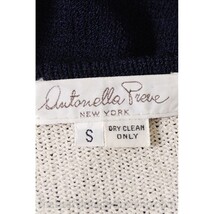 Antonella Preve
NEW YORK
S
DRY CLEAN
ONLY